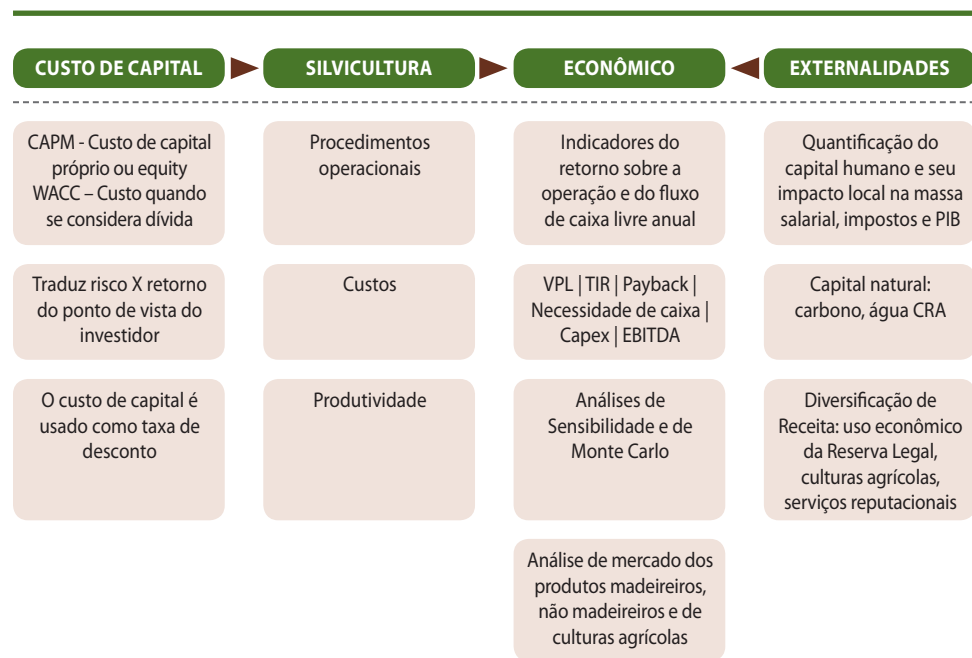 CUSTO DE CAPITAL
CAPM - Custo de capital
próprio ou equity
WACC – Custo quando
se considera dívida
Traduz risco X retorno
do ponto de vista do
investidor
O custo de capital é
usado como taxa de
desconto
SILVICULTURA
Procedimentos
operacionais
Custos
Produtividade
ECONÔMICO
Indicadores do
retorno sobre a
operação e do fluxo
de caixa livre anual
VPL | TIR | Payback |
Necessidade de caixa |
Capex | EBITDA
Análises de
Sensibilidade e de
Monte Carlo
Análise de mercado dos
produtos madeireiros,
não madeireiros e de
culturas agrícolas
EXTERNALIDADES
Quantificação do
capital humano e seu
impacto local na massa
salarial, impostos e PIB
Capital natural:
carbono, água CRA
Diversificação de
Receita: uso econômico
da Reserva Legal,
culturas agrícolas,
serviços reputacionais